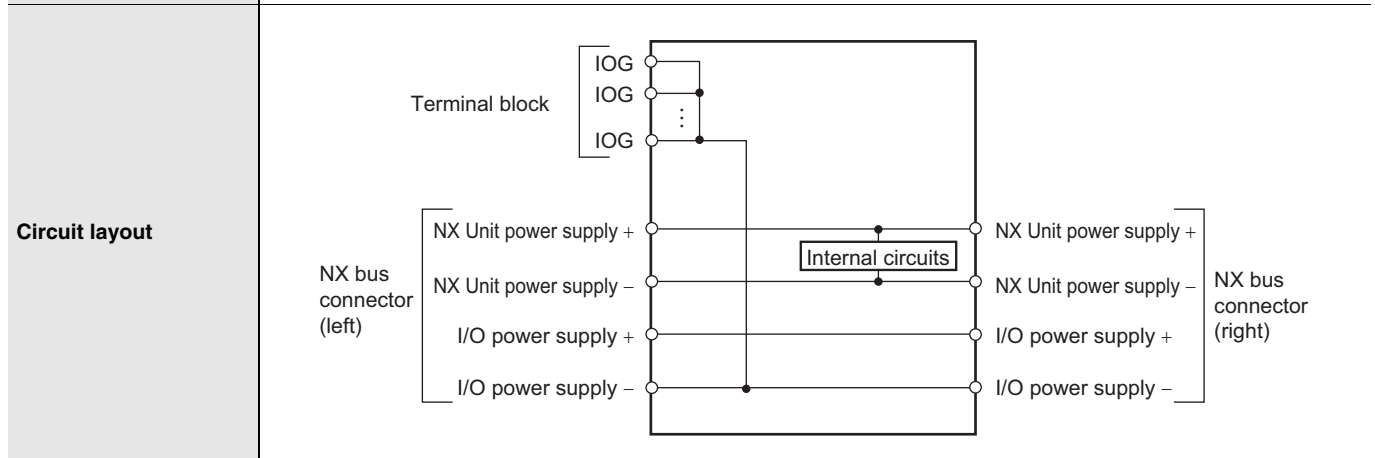 Circuit layout
Terminal block
IOG
IOG
⋮
IOG
NX bus
connector
(left)
NX Unit power supply +
NX Unit power supply −
I/O power supply +
I/O power supply −
Internal circuits
NX Unit power supply +
NX Unit power supply −
I/O power supply +
I/O power supply −
NX bus
connector
(right)